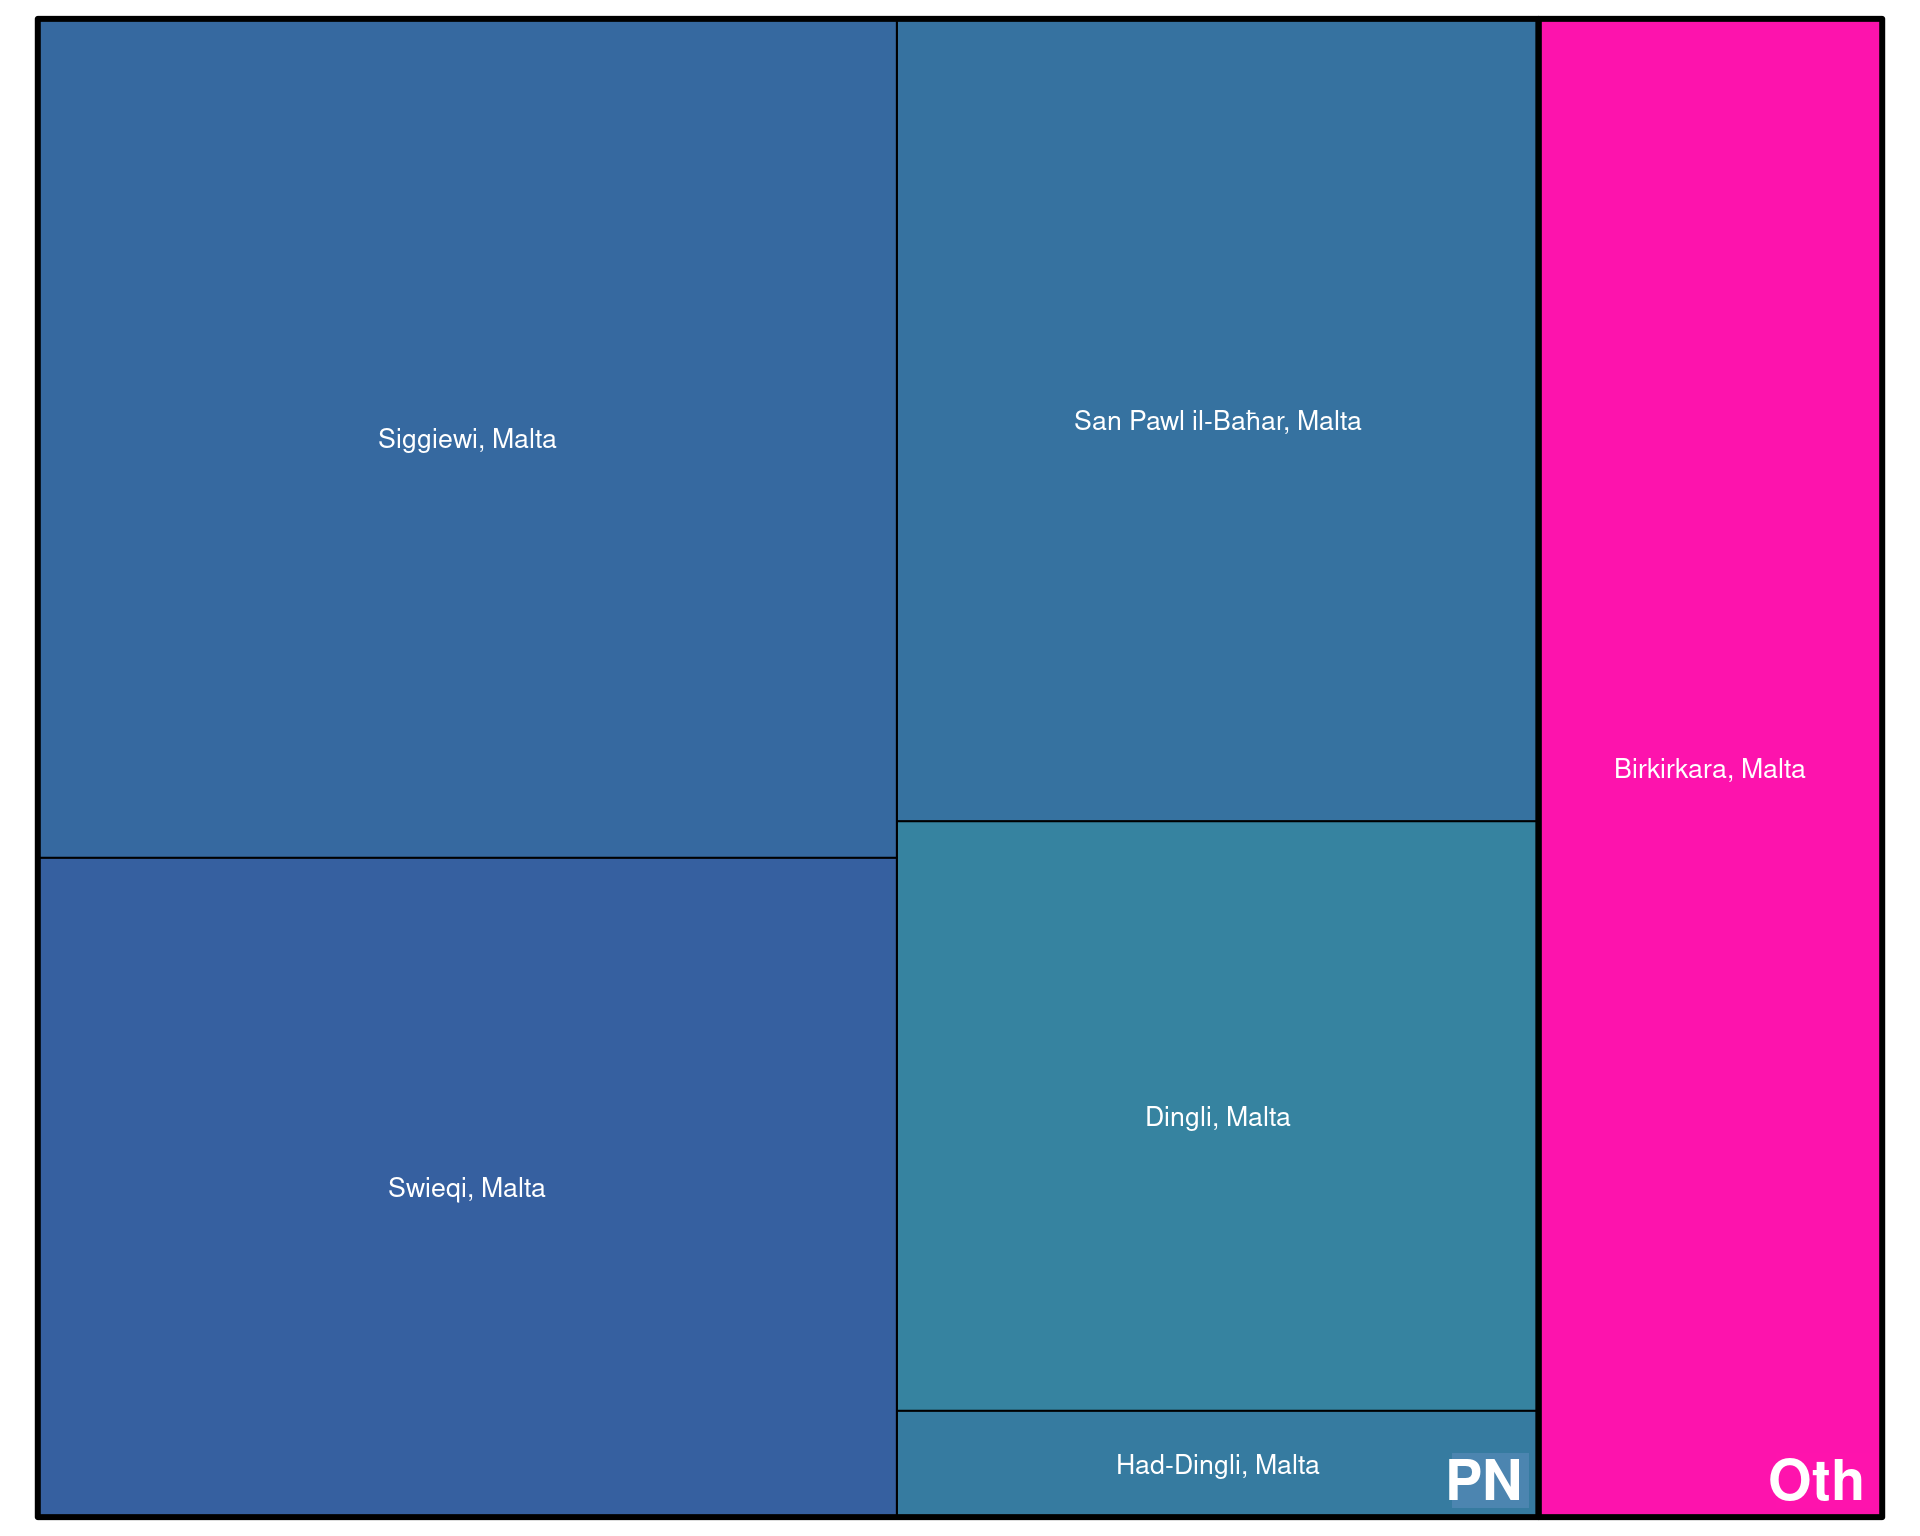 Siggiewi, Malta
Swieqi, Malta
San Pawl il-Baħar, Malta
Dingli, Malta
Had-Dingli, Malta
PN
Birkirkara, Malta
Oth